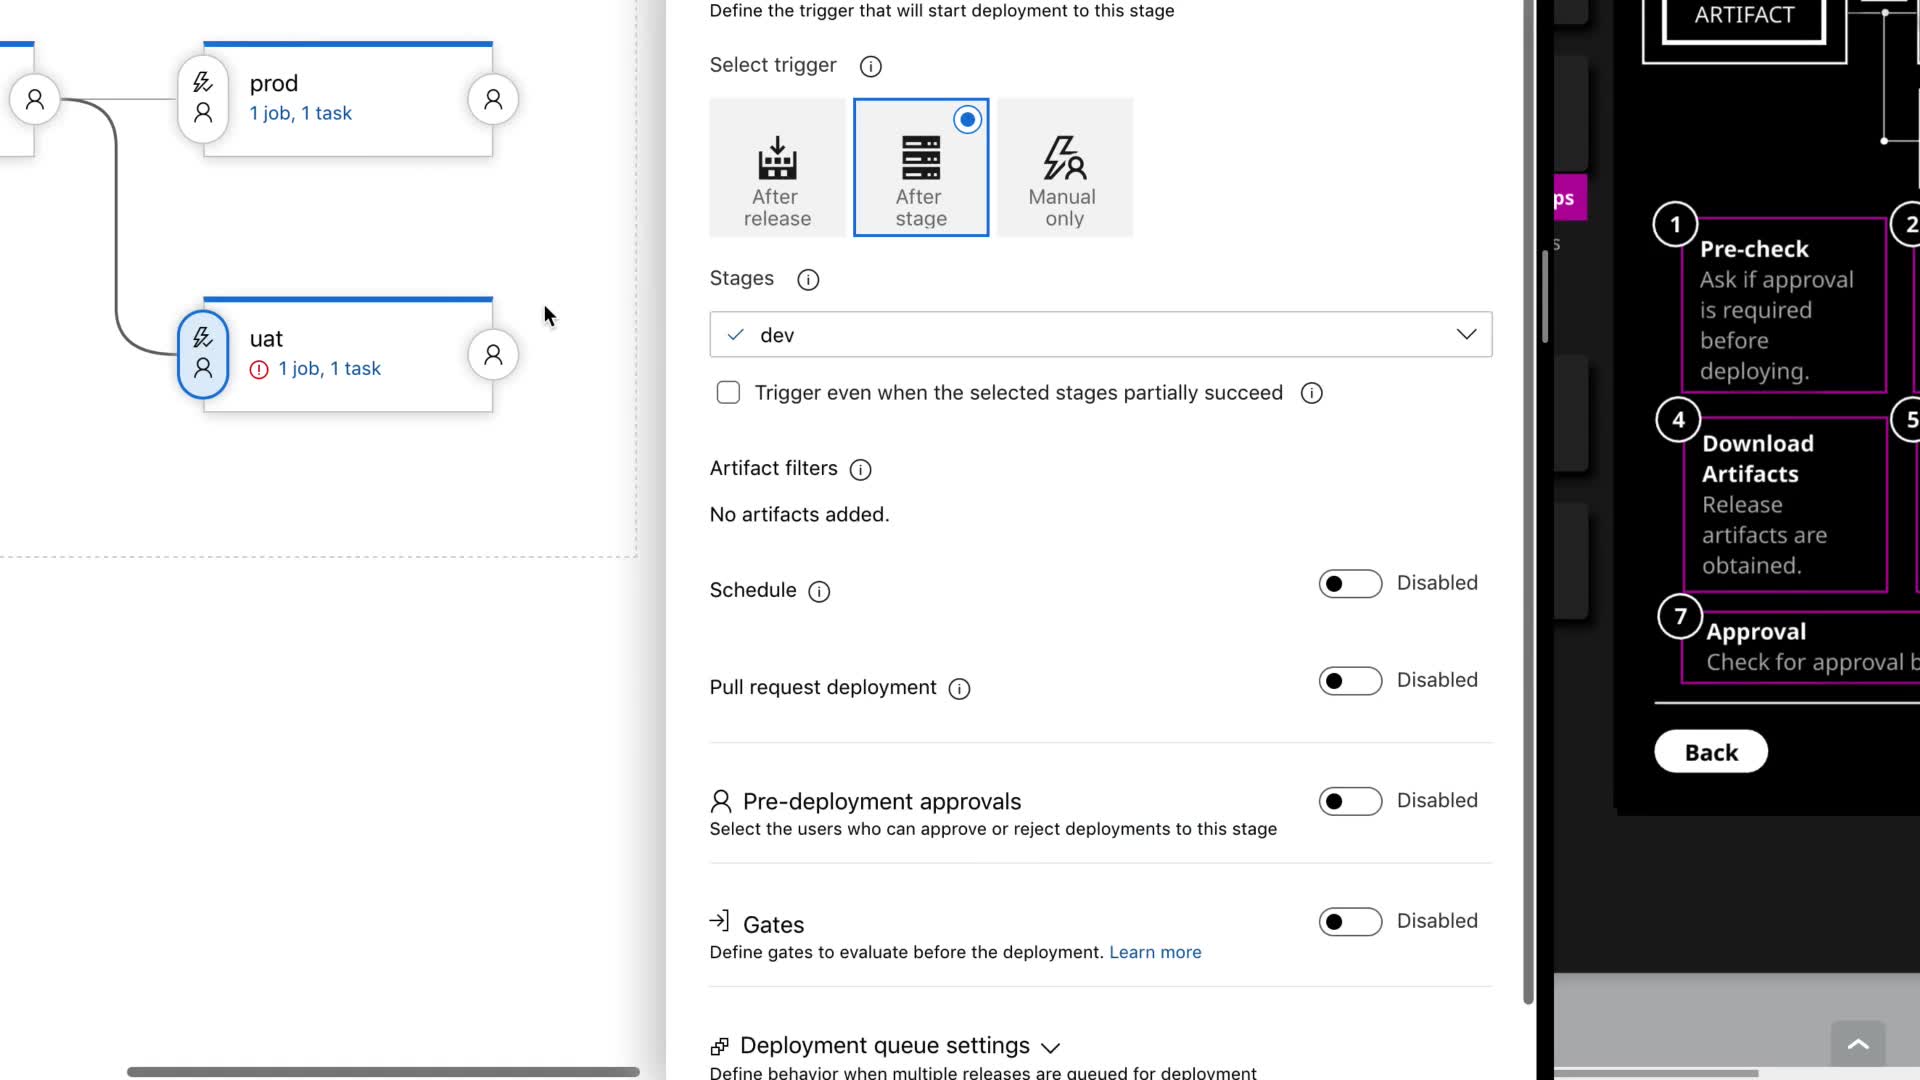 prod
1 job, 1 task
uat
1 job, 1 task
Define the trigger that will start deployment to this stage
Select trigger
After
release
After
stage
Manual
only
Stages
dev
Trigger even when the selected stages partially succeed
Artifact filters
No artifacts added.
Schedule
Disabled
Pull request deployment
Disabled
Pre-deployment approvals
Disabled
Select the users who can approve or reject deployments to this stage
Gates
Disabled
Define gates to evaluate before the deployment. Learn more
Deployment queue settings
Define behavior when multiple releases are queued for deployment
ps
s
ARTIFACT
1
Pre-check
Ask if approval
is required
before
deploying.
2
4
Download
Artifacts
Release
artifacts are
obtained.
5
7
Approval
Check for approval b
Back